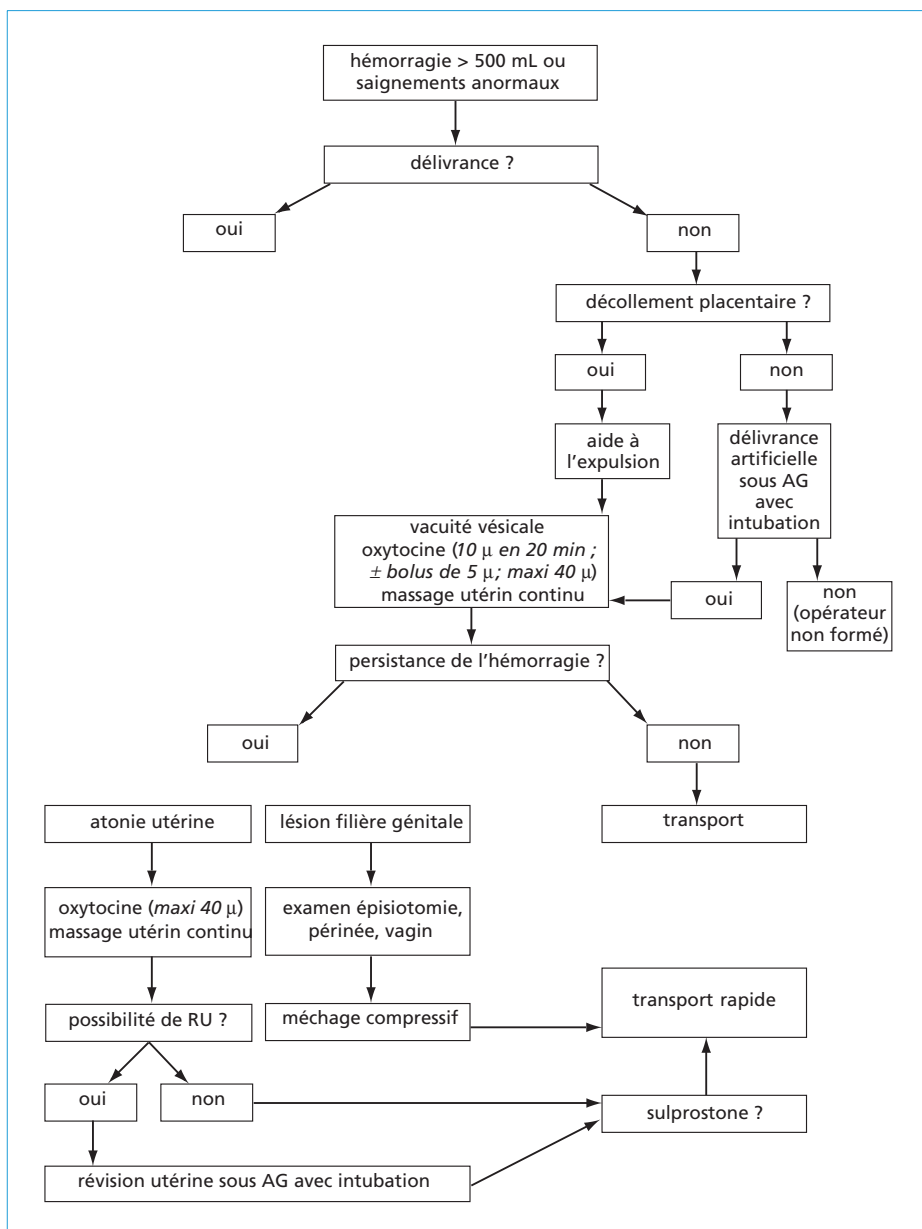 hémorragie > 500 mL ou
saignements anormaux
délivrance ?
oui
non
décollement placentaire ?
oui
non
aide à
l'expulsion
délivrance
artificielle
sous AG
avec
intubation
vacuité vésicale
oxytocine (10 µ en 20 min ;
± bolus de 5 µ ; maxi 40 µ)
massage utérin continu
oui
non
(opérateur
non formé)
persistance de l'hémorragie ?
oui
non
atonie utérine
lésion filière génitale
transport
oxytocine (maxi 40 µ)
massage utérin continu
examen épisiotomie,
périnée, vagin
possibilité de RU ?
méchage compressif
transport rapide
oui
non
sulprostone ?
révision utérine sous AG avec intubation